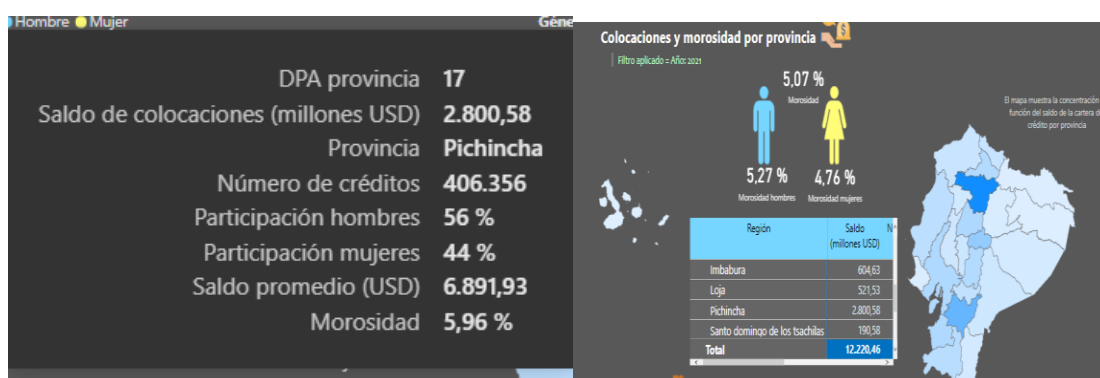 Hombre Mujer
Géne
DPA provincia 17
Saldo de colocaciones (millones USD) 2.800,58
Provincia Pichincha
Número de créditos 406.356
Participación hombres 56 %
Participación mujeres 44 %
Saldo promedio (USD) 6.891,93
Morosidad 5,96 %
Colocaciones y morosidad por provincia
Filtro aplicado = Año: 2021
5,07 %
Morosidad
5,27 %
Morosidad hombres
4,76 %
Morosidad mujeres
El mapa muestra la concentración
función del saldo de la cartera d
crédito por provincia
Región Saldo N
(millones USD)
Imbabura 604,63
Loja 521,53
Pichincha 2.800,58
Santo domingo de los tsachilas 190,58
Total 12.220,46